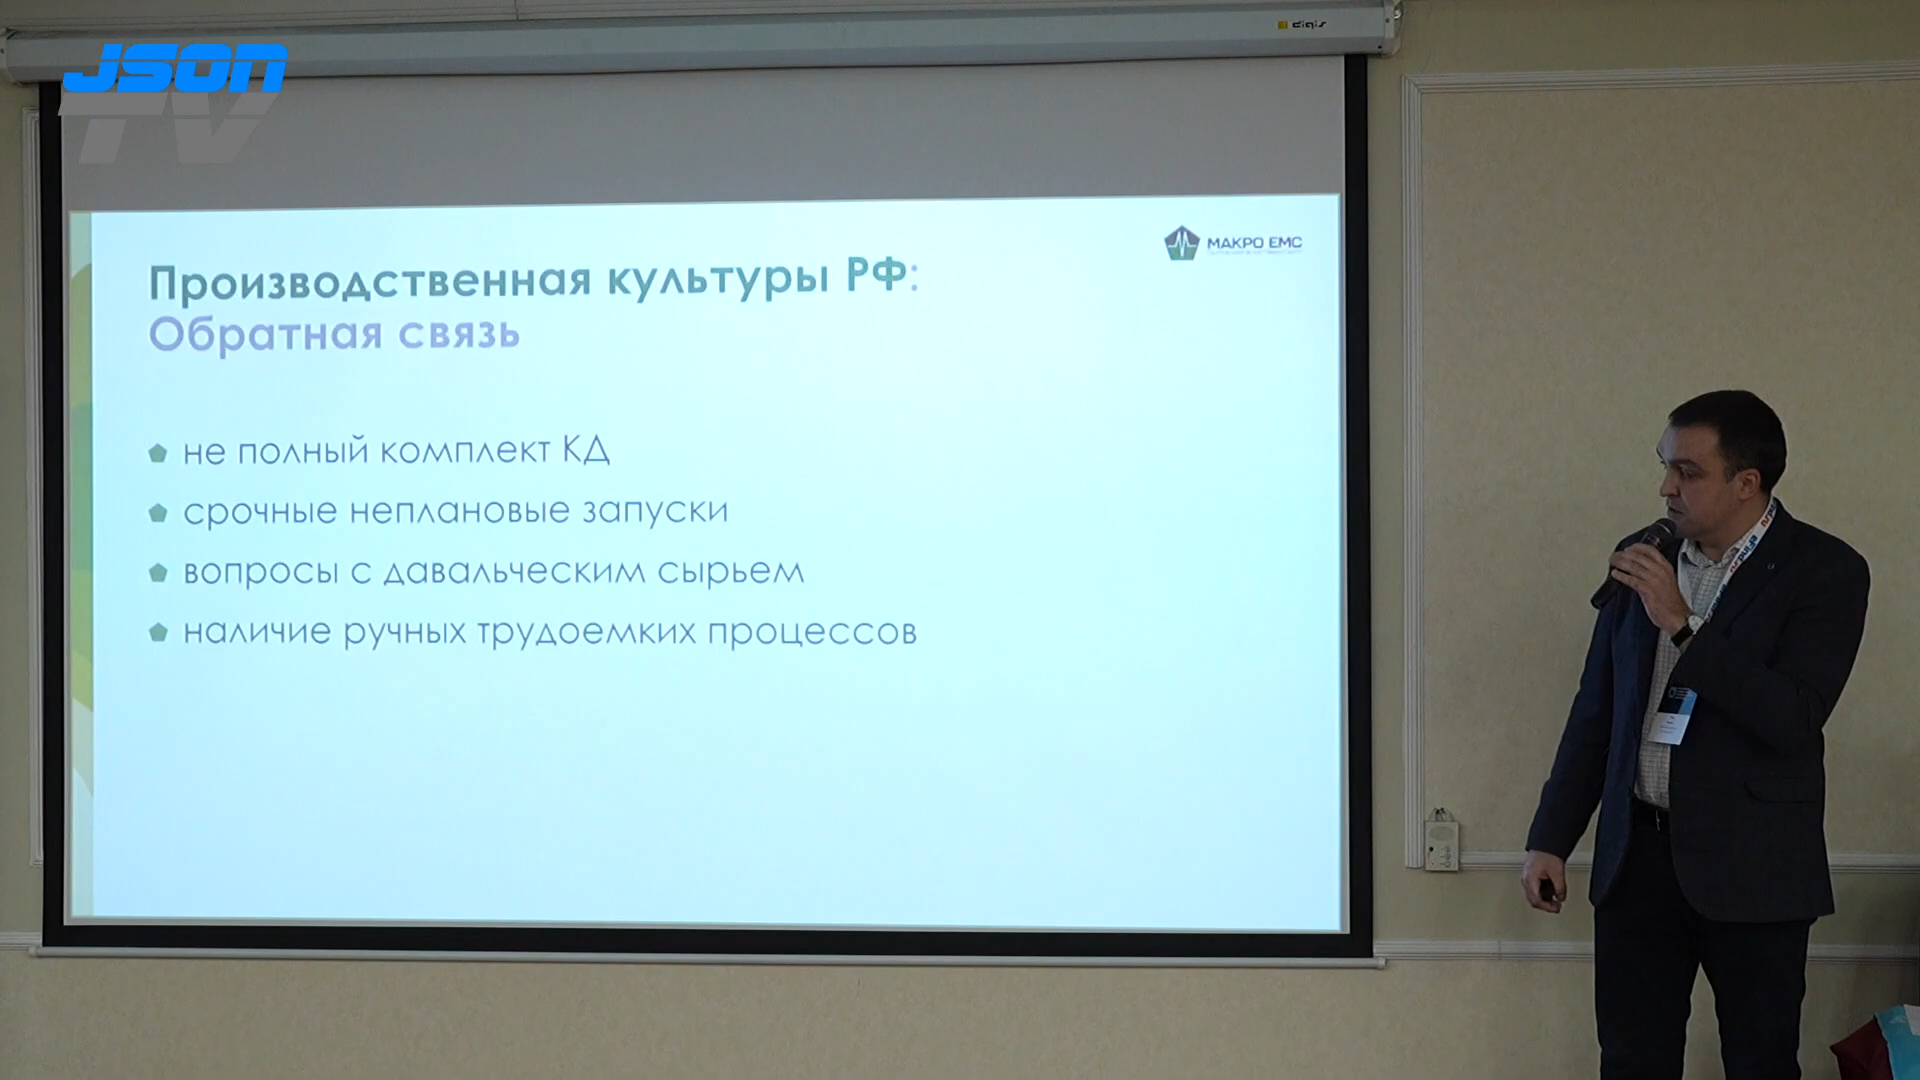 digis
JSON
TV
МАКРО ЕМС
Производственная культуры РФ:
Обратная связь
не полный комплект КД
срочные неплановые запуски
вопросы с давальческим сырьем
наличие ручных трудоемких процессов